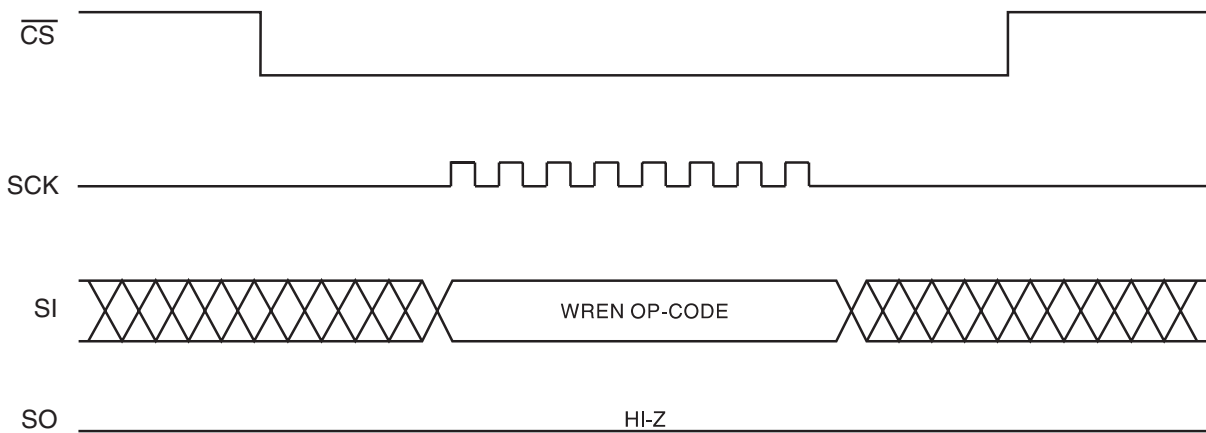 CS
SCK
SI
WREN OP-CODE
SO
HI-Z